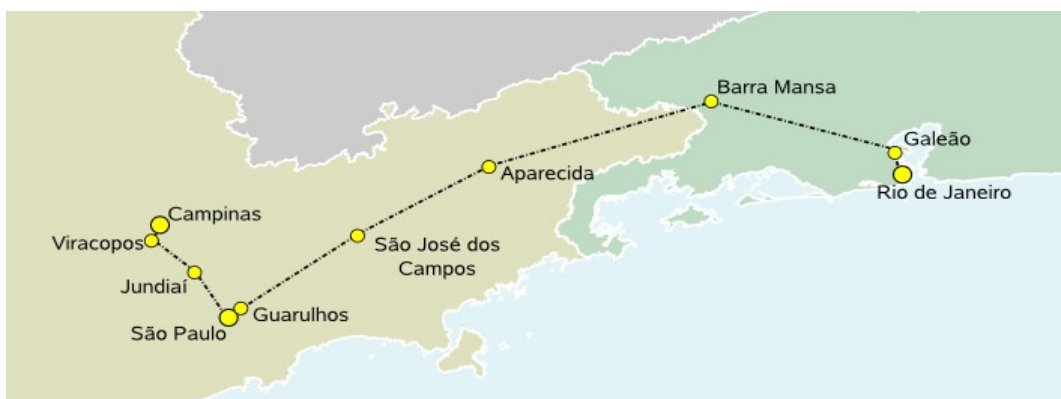 Barra Mansa
Galeão
Aparecida
Rio de Janeiro
Campinas
Viracopos
São José dos
Campos
Jundiaí
Guarulhos
São Paulo